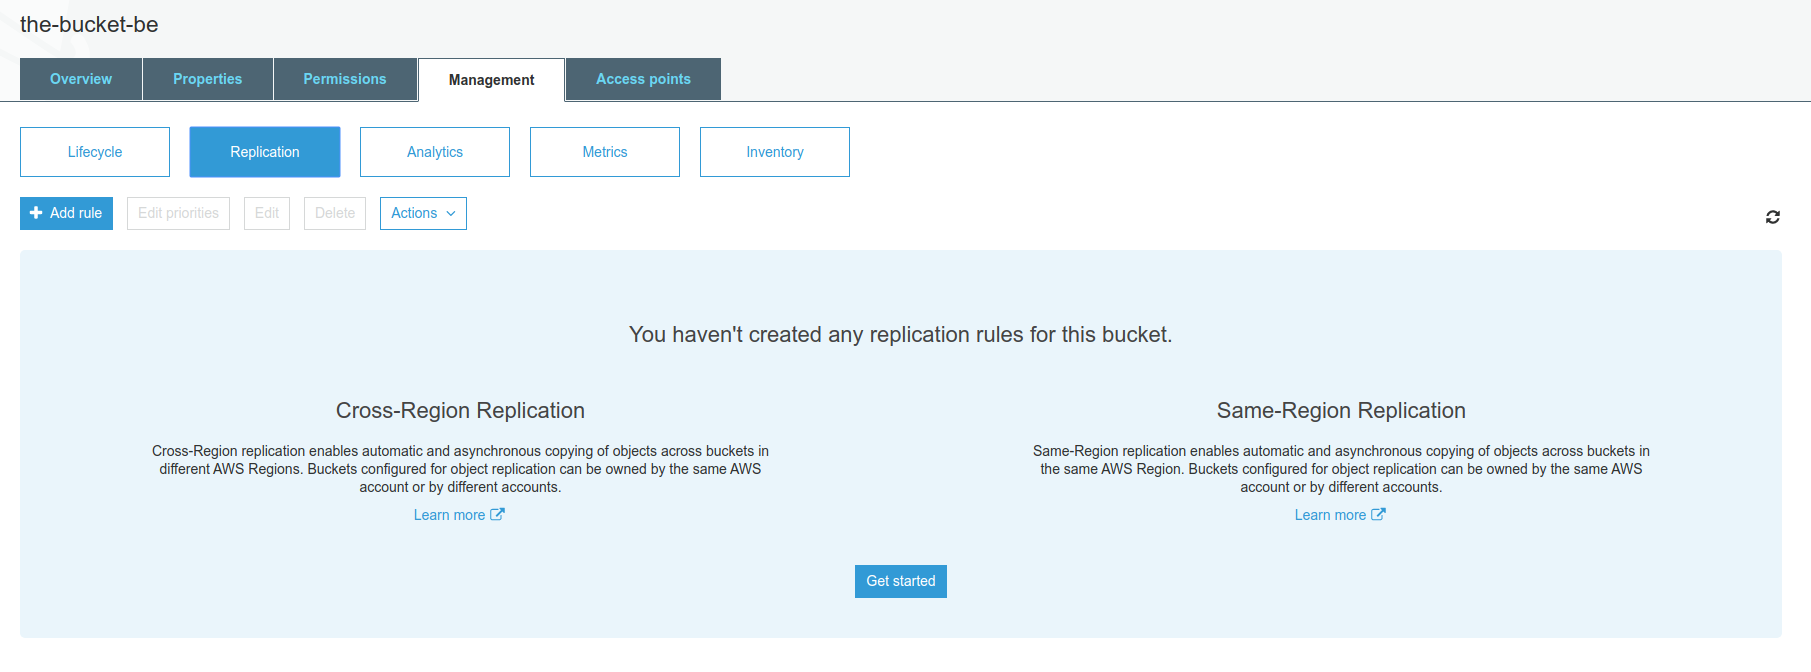 the-bucket-be
Overview Properties Permissions Management Access points
Lifecycle Replication Analytics Metrics Inventory
Add rule Edit priorities Edit Delete Actions
You haven't created any replication rules for this bucket.
Cross-Region Replication
Cross-Region replication enables automatic and asynchronous copying of objects across buckets in
different AWS Regions. Buckets configured for object replication can be owned by the same AWS
account or by different accounts.
Learn more
Same-Region Replication
Same-Region replication enables automatic and asynchronous copying of objects across buckets in
the same AWS Region. Buckets configured for object replication can be owned by the same AWS
account or by different accounts.
Learn more
Get started